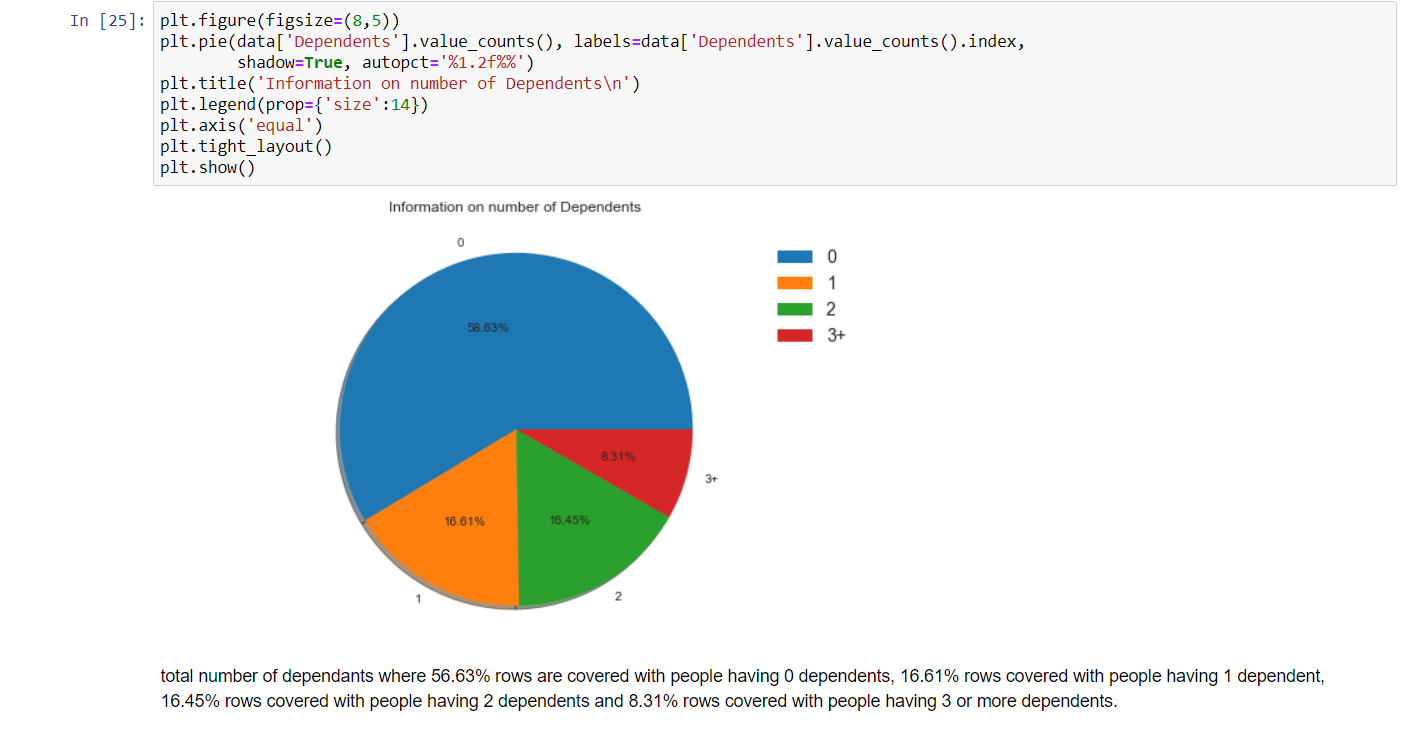 In [25]: plt.figure(figsize=(8,5))
plt.pie(data['Dependents'].value_counts(), labels=data['Dependents'].value_counts().index,
        shadow=True, autopct='%1.2f%%')
plt.title('Information on number of Dependents\n')
plt.legend(prop={'size':14})
plt.axis('equal')
plt.tight_layout()
plt.show()
Information on number of Dependents
0
58.63%
16.61%
16.45%
8.31%
3+
1
2
0
1
2
3+
total number of dependants where 56.63% rows are covered with people having 0 dependents, 16.61% rows covered with people having 1 dependent,
16.45% rows covered with people having 2 dependents and 8.31% rows covered with people having 3 or more dependents.